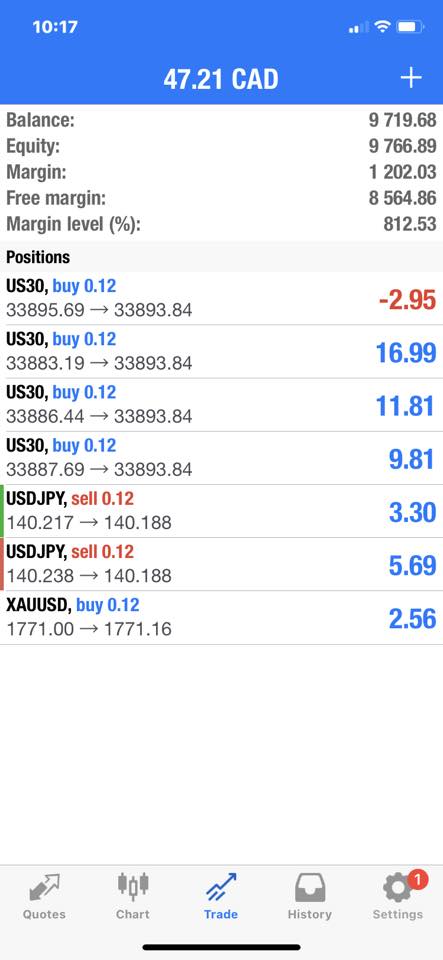 10:17
47.21 CAD +
Balance: 9 719.68
Equity: 9 766.89
Margin: 1 202.03
Free margin: 8 564.86
Margin level (%): 812.53
Positions
US30, buy 0.12
33895.69 → 33893.84 -2.95
US30, buy 0.12
33883.19 → 33893.84 16.99
US30, buy 0.12
33886.44 → 33893.84 11.81
US30, buy 0.12
33887.69 → 33893.84 9.81
USDJPY, sell 0.12
140.217 → 140.188 3.30
USDJPY, sell 0.12
140.238 → 140.188 5.69
XAUUSD, buy 0.12
1771.00 → 1771.16 2.56
1
Quotes Chart Trade History Settings